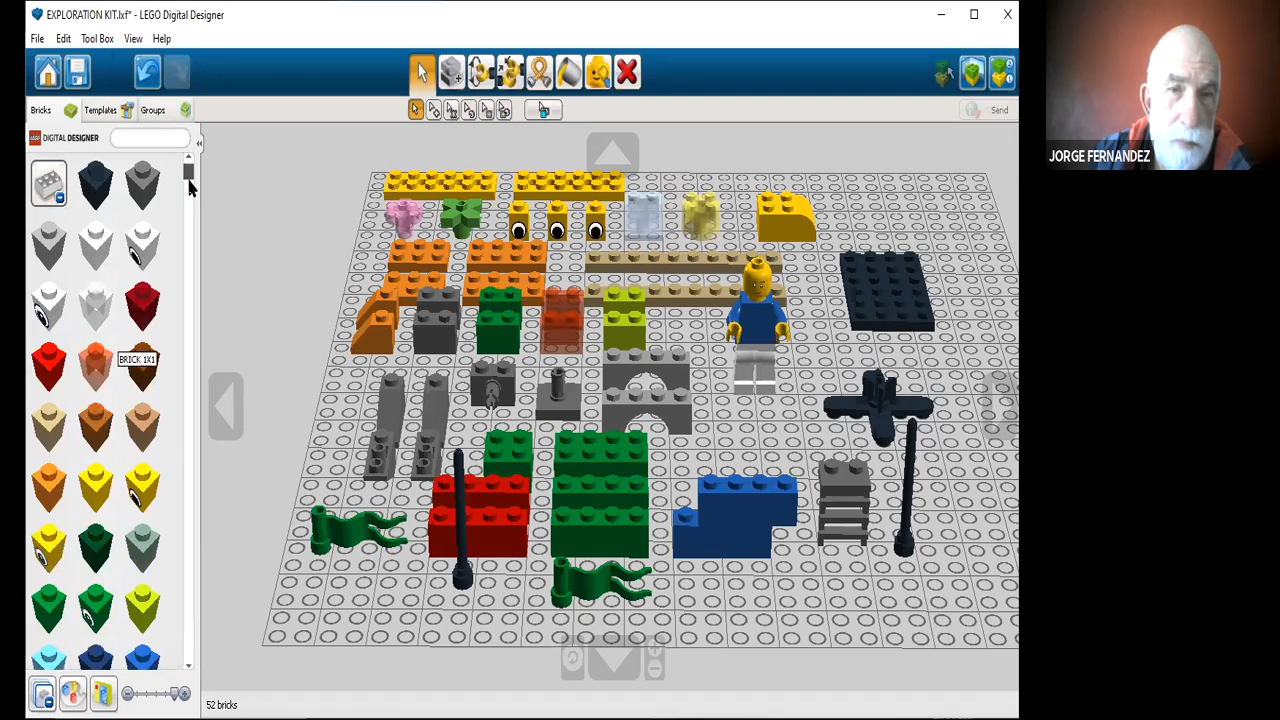 EXPLORATION KIT.lxf* - LEGO Digital Designer
File Edit Tool Box View Help
Bricks Templates Groups
Send
LEGO DIGITAL DESIGNER
BRICK 1X1
52 bricks
JORGE FERNANDEZ